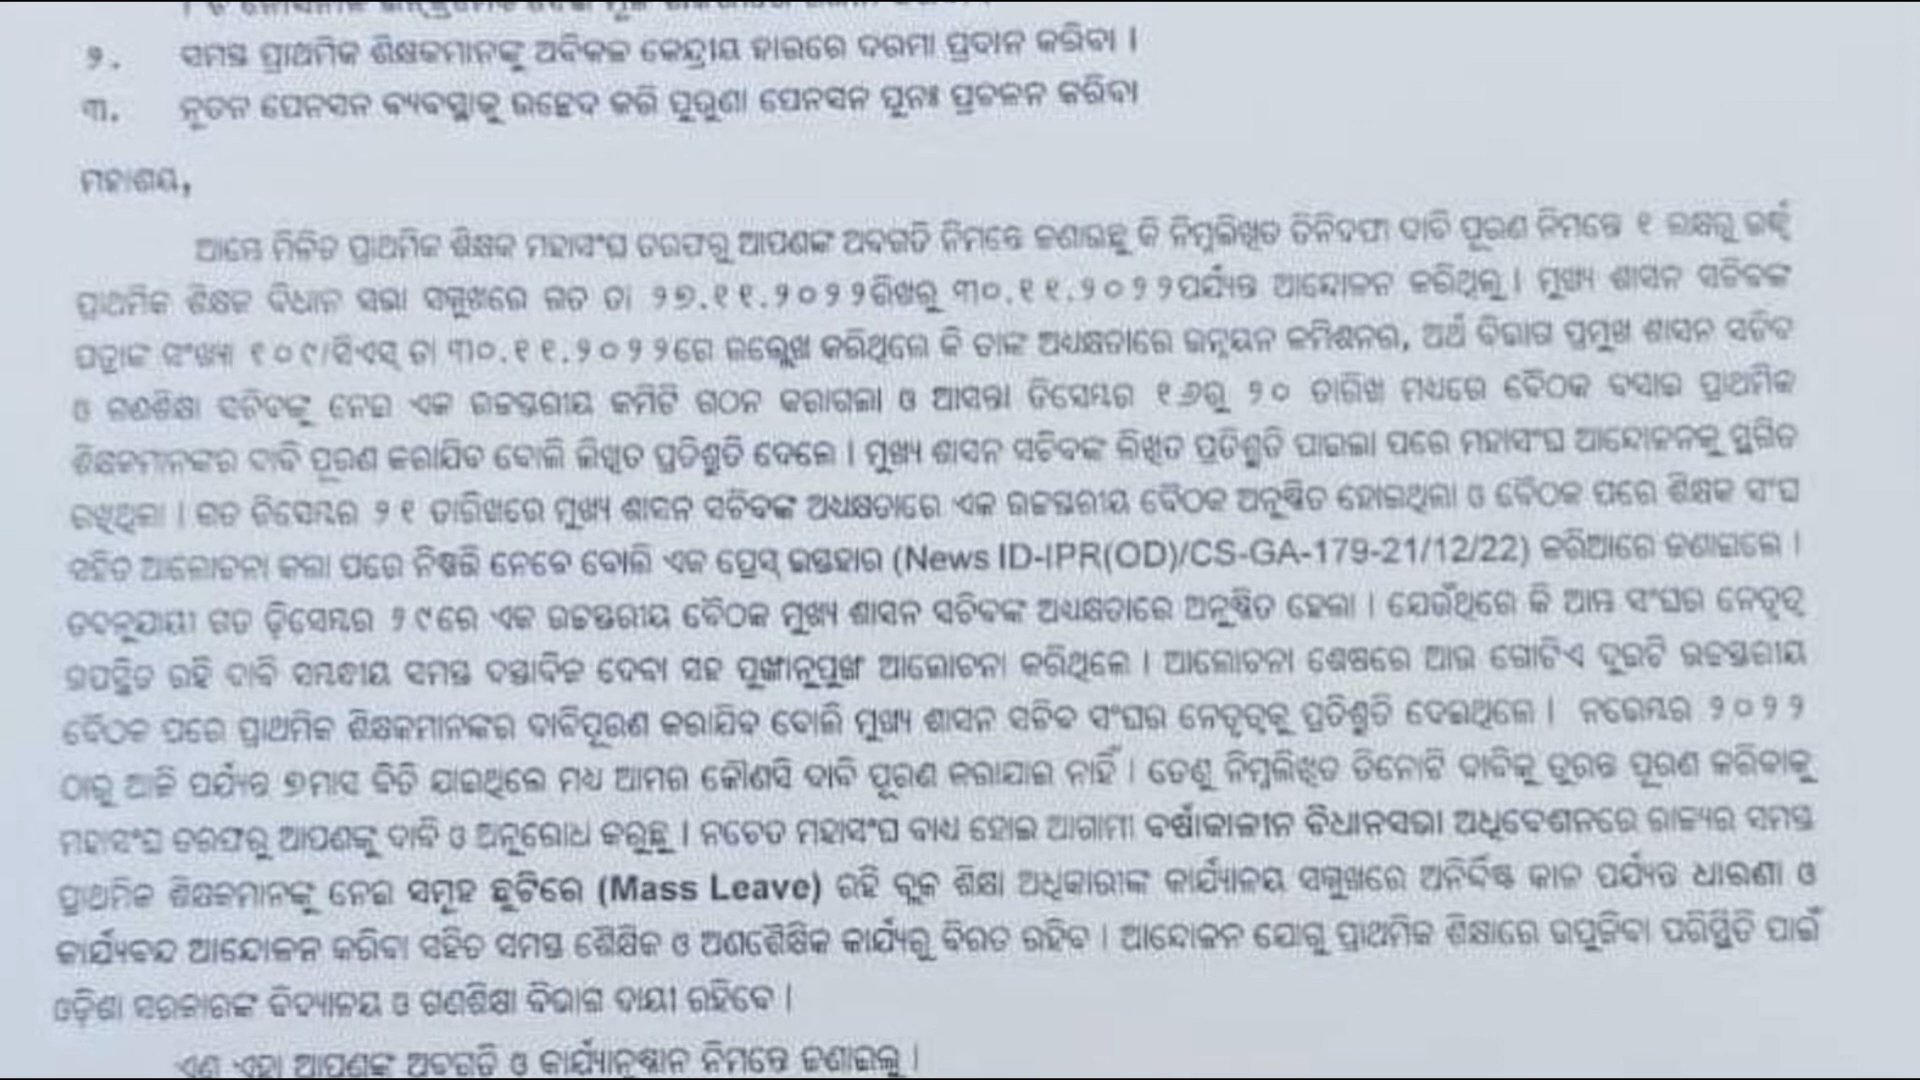 ୨. ସମସ୍ତ ପ୍ରାଥମିକ ଶିକ୍ଷକମାନଙ୍କୁ ଅବିକଳ କେନ୍ଦ୍ରୀୟ ହାରରେ ଦରମା ପ୍ରଦାନ କରିବା ।
୩. ନୂତନ ପେନସନ ବ୍ୟବସ୍ଥାକୁ ଉଚ୍ଛେଦ କରି ପୁରୁଣା ପେନସନ ପୁନଃ ପ୍ରଚଳନ କରିବା
ମହାଶୟ,
ଆମ୍ଭେ ମିଳିତ ପ୍ରାଥମିକ ଶିକ୍ଷକ ମହାସଂଘ ତରଫରୁ ଆପଣଙ୍କ ଅବଗତି ନିମନ୍ତେ ଜଣାଉଛୁ କି ନିମ୍ନଲିଖିତ ତିନିଦଫା ଦାବି ପୂରଣ ନିମନ୍ତେ ୧ ଲକ୍ଷରୁ ଉର୍ଦ୍ଧ୍ୱ
ପ୍ରାଥମିକ ଶିକ୍ଷକ ବିଧାନ ସଭା ସମ୍ମୁଖରେ ଗତ ତା ୨୭.୧୧.୨୦୨୨ରିଖରୁ ୩୦.୧୧.୨୦୨୨ପର୍ଯ୍ୟନ୍ତ ଆନ୍ଦୋଳନ କରିଥିଲୁ । ମୁଖ୍ୟ ଶାସନ ସଚିବଙ୍କ
ପତ୍ରାଙ୍କ ସଂଖ୍ୟା ୧୦୯/ସିଏସ୍ ତା ୩୦.୧୧.୨୦୨୨ରେ ଉଲ୍ଲେଖ କରିଥିଲେ କି ତାଙ୍କ ଅଧ୍ୟକ୍ଷତାରେ ଉନ୍ନୟନ କମିଶନର, ଅର୍ଥ ବିଭାଗ ପ୍ରମୁଖ ଶାସନ ସଚିବ
ଓ ଗଣଶିକ୍ଷା ସଚିବଙ୍କୁ ନେଇ ଏକ ଉଚ୍ଚସ୍ତରୀୟ କମିଟି ଗଠନ କରାଗଲା ଓ ଆସନ୍ତା ଡିସେମ୍ବର ୧୬ରୁ ୨୦ ତାରିଖ ମଧ୍ୟରେ ବୈଠକ ବସାଇ ପ୍ରାଥମିକ
ଶିକ୍ଷକମାନଙ୍କର ଦାବି ପୂରଣ କରାଯିବ ବୋଲି ଲିଖିତ ପ୍ରତିଶ୍ରୁତି ଦେଲେ । ମୁଖ୍ୟ ଶାସନ ସଚିବଙ୍କ ଲିଖିତ ପ୍ରତିଶ୍ରୁତି ପାଇଲା ପରେ ମହାସଂଘ ଆନ୍ଦୋଳନକୁ ସ୍ଥଗିତ
ରଖିଥିଲା । ଗତ ଡିସେମ୍ବର ୨୧ ତାରିଖରେ ମୁଖ୍ୟ ଶାସନ ସଚିବଙ୍କ ଅଧ୍ୟକ୍ଷତାରେ ଏକ ଉଚ୍ଚସ୍ତରୀୟ ବୈଠକ ଅନୁଷ୍ଠିତ ହୋଇଥିଲା ଓ ବୈଠକ ପରେ ଶିକ୍ଷକ ସଂଘ
ସହିତ ଆଲୋଚନା କଲା ପରେ ନିଷ୍ପତ୍ତି ନେବେ ବୋଲି ଏକ ପ୍ରେସ୍ ଇସ୍ତାହାର (News ID-IPR(OD)/CS-GA-179-21/12/22) ଜରିଆରେ ଜଣାଇଲେ ।
ତଦନୁଯାୟୀ ଗତ ଡ଼ିସେମ୍ବର ୨୯ରେ ଏକ ଉଚ୍ଚସ୍ତରୀୟ ବୈଠକ ମୁଖ୍ୟ ଶାସନ ସଚିବଙ୍କ ଅଧ୍ୟକ୍ଷତାରେ ଅନୁଷ୍ଠିତ ହେଲା । ଯେଉଁଥିରେ କି ଆମ୍ଭ ସଂଘର ନେତୃତ୍ୱ
ଉପସ୍ଥିତ ରହି ଦାବି ସମ୍ବନ୍ଧୀୟ ସମସ୍ତ ଦସ୍ତାବିଜ ଦେବା ସହ ପୁଙ୍ଖାନୁପୁଙ୍ଖ ଆଲୋଚନା କରିଥିଲେ । ଆଲୋଚନା ଶେଷରେ ଆଉ ଗୋଟିଏ ଦୁଇଟି ଉଚ୍ଚସ୍ତରୀୟ
ବୈଠକ ପରେ ପ୍ରାଥମିକ ଶିକ୍ଷକମାନଙ୍କର ଦାବିପୂରଣ କରାଯିବ ବୋଲି ମୁଖ୍ୟ ଶାସନ ସଚିବ ସଂଘର ନେତୃତ୍ୱକୁ ପ୍ରତିଶ୍ରୁତି ଦେଇଥିଲେ । ନଭେମ୍ବର ୨୦୨୨
ଠାରୁ ଆଜି ପର୍ଯ୍ୟନ୍ତ ୭ମାସ ବିତି ଯାଇଥିଲେ ମଧ୍ୟ ଆମର କୌଣସି ଦାବି ପୂରଣ କରାଯାଇ ନାହିଁ । ତେଣୁ ନିମ୍ନଲିଖିତ ତିନୋଟି ଦାବିକୁ ତୁରନ୍ତ ପୂରଣ କରିବାକୁ
ମହାସଂଘ ତରଫରୁ ଆପଣଙ୍କୁ ଦାବି ଓ ଅନୁରୋଧ କରୁଛୁ । ନଚେତ ମହାସଂଘ ବାଧ୍ୟ ହୋଇ ଆଗାମୀ ବର୍ଷାକାଳୀନ ବିଧାନସଭା ଅଧିବେଶନରେ ରାଜ୍ୟର ସମସ୍ତ
ପ୍ରାଥମିକ ଶିକ୍ଷକମାନଙ୍କୁ ନେଇ ସମୂହ ଛୁଟିରେ (Mass Leave) ରହି ବ୍ଲକ ଶିକ୍ଷା ଅଧିକାରୀଙ୍କ କାର୍ଯ୍ୟାଳୟ ସମ୍ମୁଖରେ ଅନିର୍ଦ୍ଦିଷ୍ଟ କାଳ ପର୍ଯ୍ୟନ୍ତ ଧାରଣା ଓ
କାର୍ଯ୍ୟବନ୍ଦ ଆନ୍ଦୋଳନ କରିବା ସହିତ ସମସ୍ତ ଶୈକ୍ଷିକ ଓ ଅଣଶୈକ୍ଷିକ କାର୍ଯ୍ୟରୁ ବିରତ ରହିବ । ଆନ୍ଦୋଳନ ଯୋଗୁ ପ୍ରାଥମିକ ଶିକ୍ଷାରେ ଉପୁଜିବା ପରିସ୍ଥିତି ପାଇଁ
ଓଡ଼ିଶା ସରକାରଙ୍କ ବିଦ୍ୟାଳୟ ଓ ଗଣଶିକ୍ଷା ବିଭାଗ ଦାୟୀ ରହିବେ ।
ଏଣୁ ଏହା ଆପଣଙ୍କ ଅବଗତି ଓ କାର୍ଯ୍ୟାନୁଷ୍ଠାନ ନିମନ୍ତେ ଜଣାଇଲୁ ।